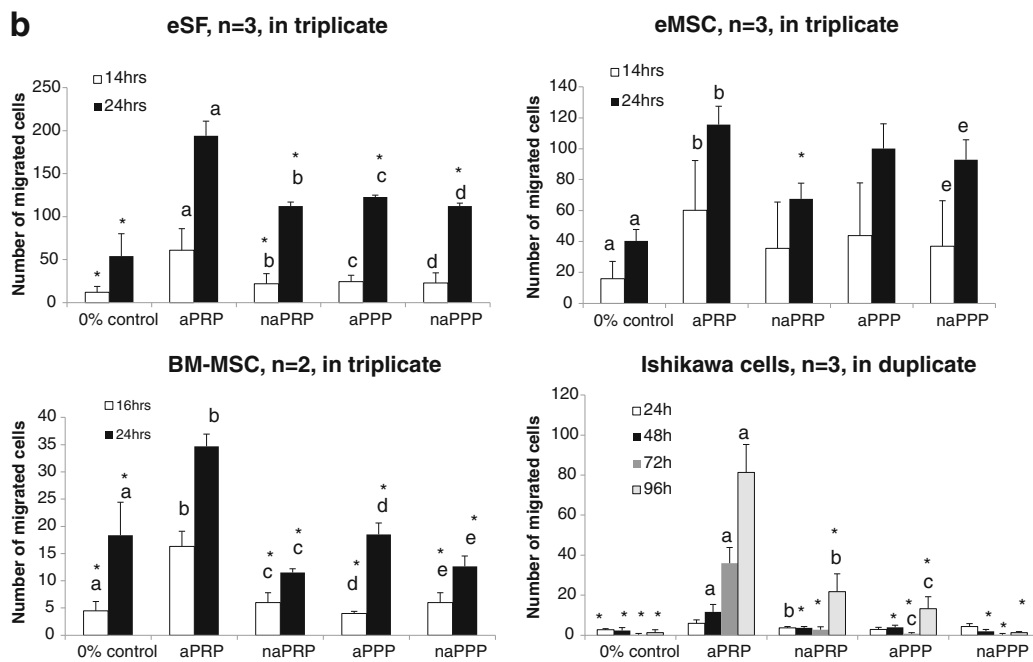 b
eSF, n=3, in triplicate
14hrs
24hrs
Number of migrated cells
250
200
150
100
50
0
* * a a * b * b c * c d * d
0% control aPRP naPRP aPPP naPPP
eMSC, n=3, in triplicate
14hrs
24hrs
Number of migrated cells
140
120
100
80
60
40
20
0
a a b b * e e
0% control aPRP naPRP aPPP naPPP
BM-MSC, n=2, in triplicate
16hrs
24hrs
Number of migrated cells
40
35
30
25
20
15
10
5
0
* a * a b b * c * c * d * d * e * e
0% control aPRP naPRP aPPP naPPP
Ishikawa cells, n=3, in duplicate
24h
48h
72h
96h
Number of migrated cells
120
100
80
60
40
20
0
* * * * a a a b * * * b * * c * c * * *
0% control aPRP naPRP aPPP naPPP